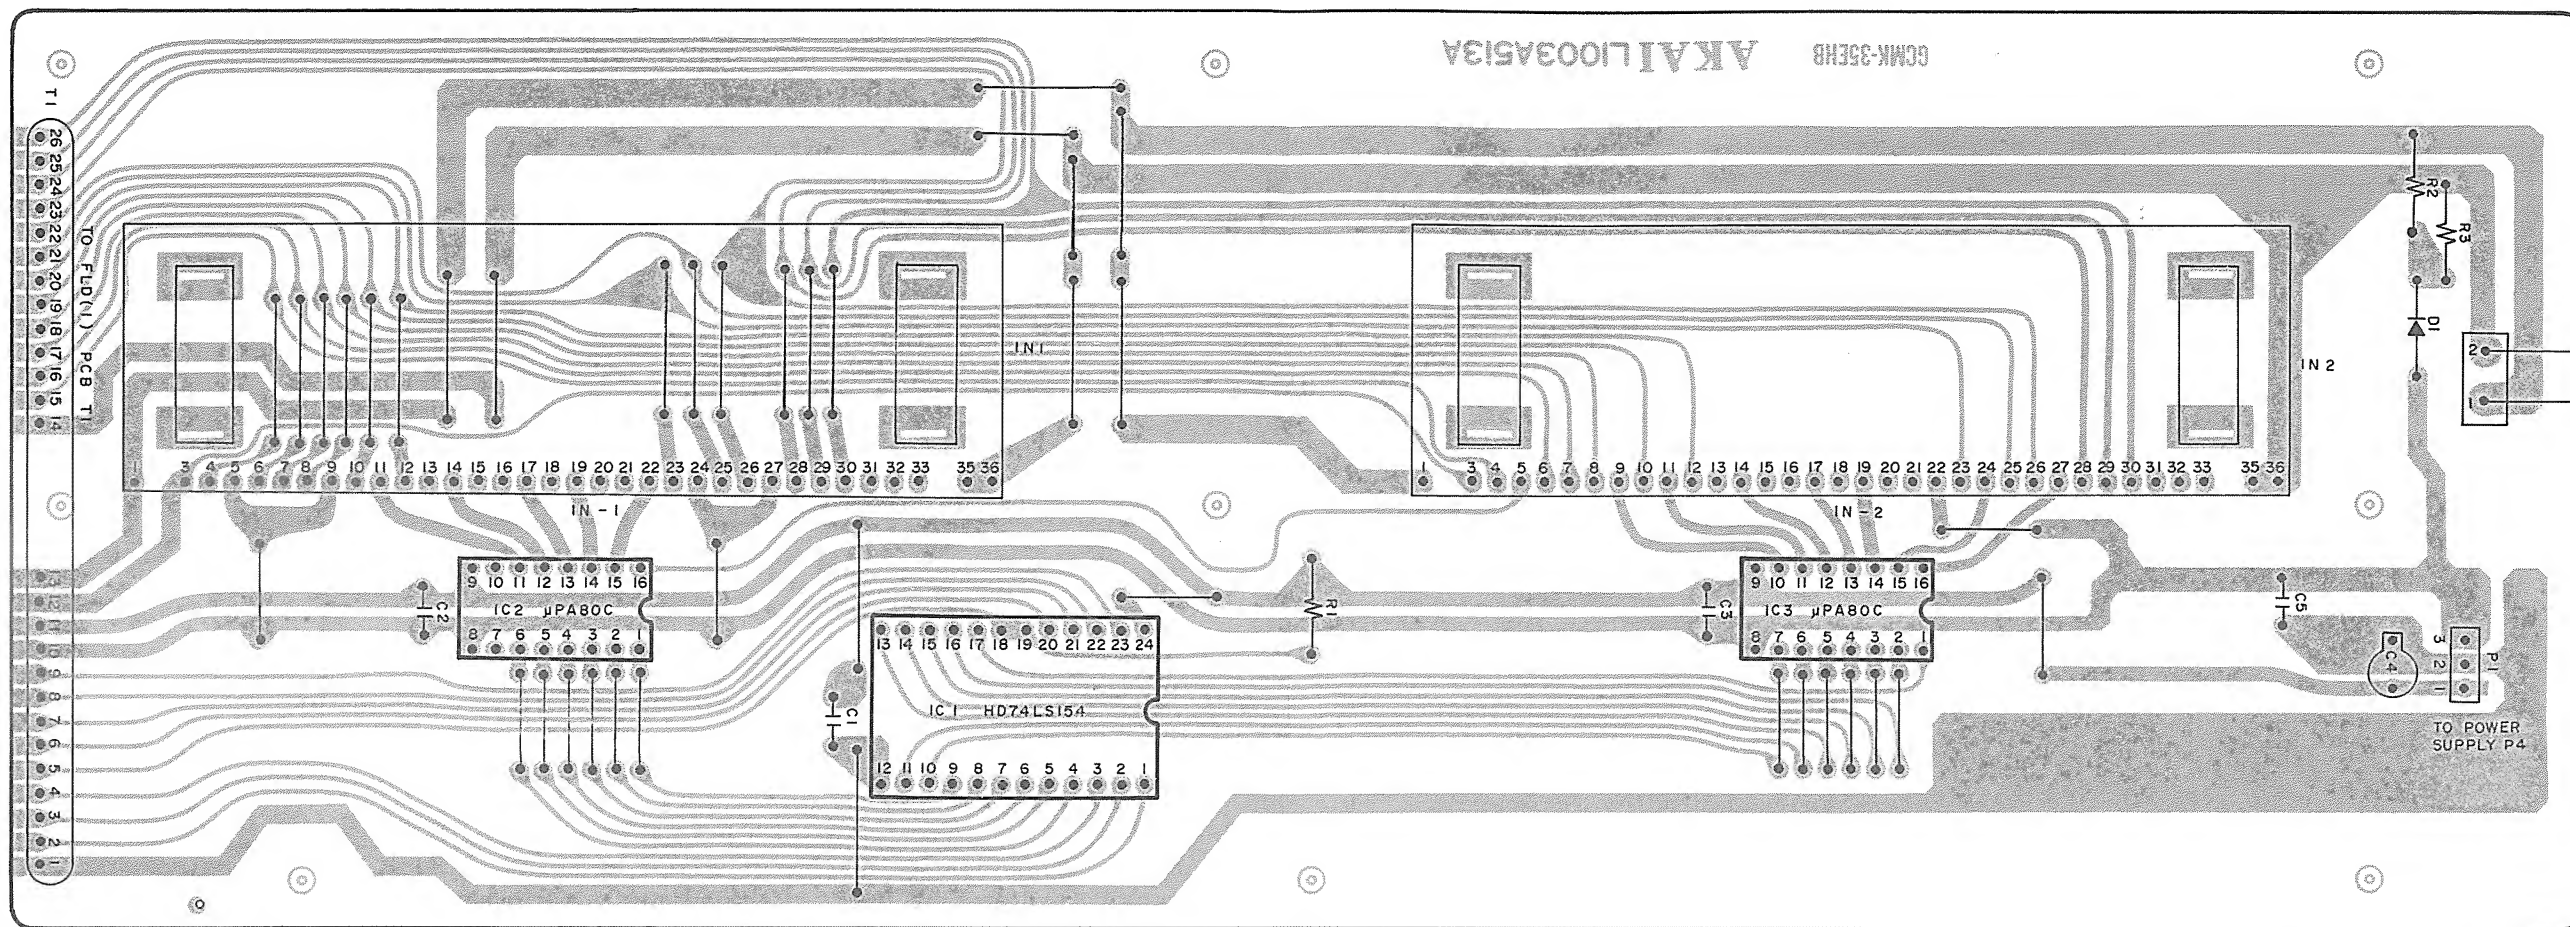 AKAI L1003A513A
GCMK-35EHB
T1
26
25
24
23
22
21
20
19
18
17
16
15
14
TO FLD(1) PCB T1
13
12
11
10
9
8
7
6
5
4
3
2
1
IN1
1 3 4 5 6 7 8 9 10 11 12 13 14 15 16 17 18 19 20 21 22 23 24 25 26 27 28 29 30 31 32 33 35 36
IN-1
IN2
1 3 4 5 6 7 8 9 10 11 12 13 14 15 16 17 18 19 20 21 22 23 24 25 26 27 28 29 30 31 32 33 35 36
IN-2
R2
R3
D1
2
1
C2
9 10 11 12 13 14 15 16
IC2 μPA80C
8 7 6 5 4 3 2 1
C1
13 14 15 16 17 18 19 20 21 22 23 24
IC1 HD74LS154
12 11 10 9 8 7 6 5 4 3 2 1
R1
C3
9 10 11 12 13 14 15 16
IC3 μPA80C
8 7 6 5 4 3 2 1
C5
C4
3
2
1
P1
TO POWER
SUPPLY P4